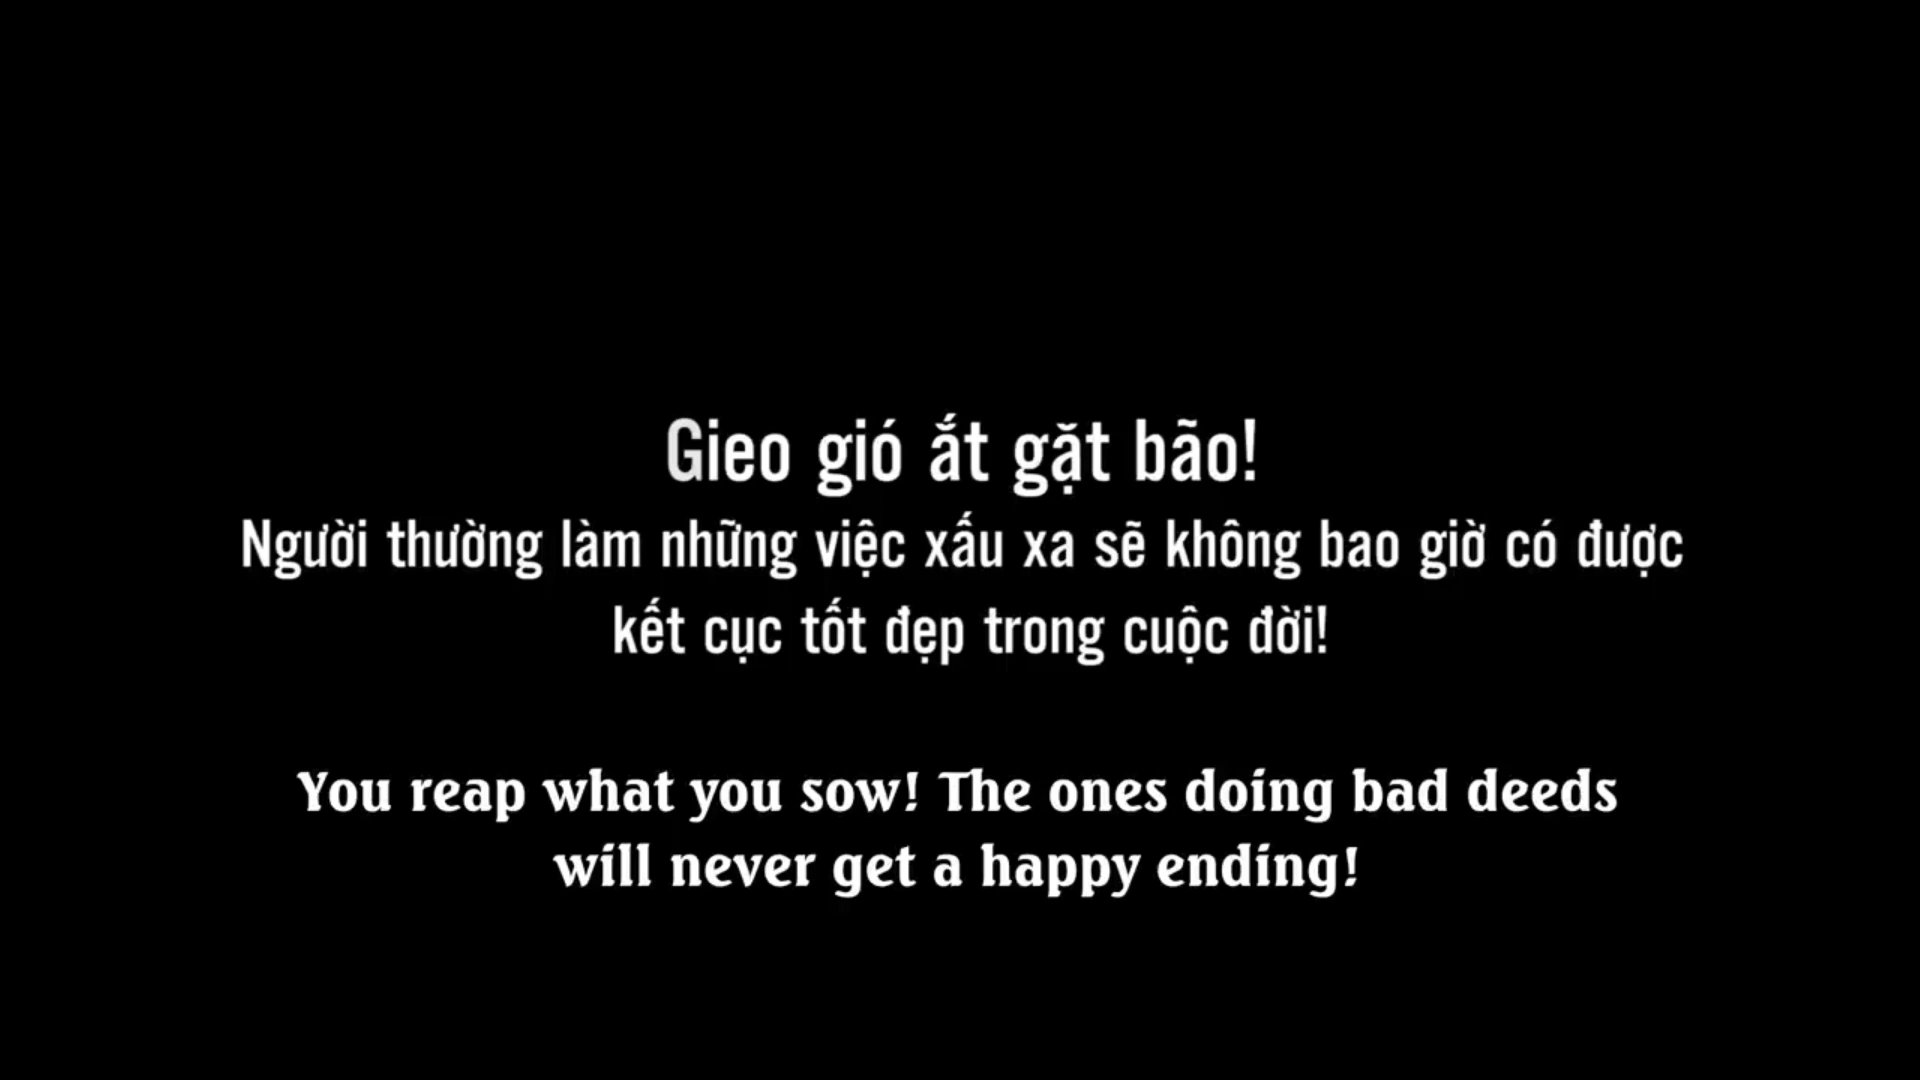 Gieo gió ắt gặt bão!
Người thường làm những việc xấu xa sẽ không bao giờ có được
kết cục tốt đẹp trong cuộc đời!
You reap what you sow! The ones doing bad deeds
will never get a happy ending!